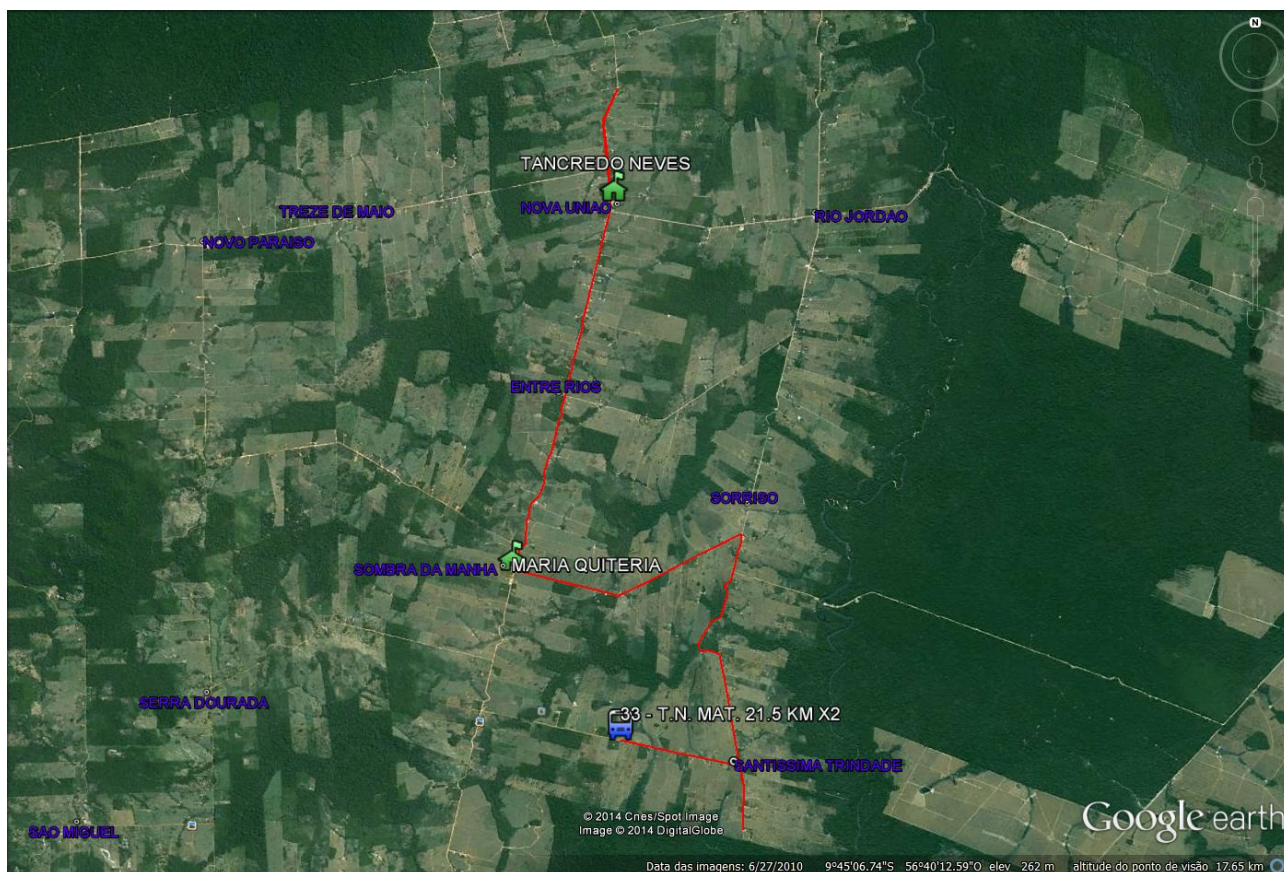 N
TANCREDO NEVES
NOVA UNIAO
TREZE DE MAIO
RIO JORDAO
NOVO PARAISO
ENTRE RIOS
SORRISO
MARIA QUITERIA
SOMBRA DA MANHA
SERRA DOURADA
33 - T.N. MAT. 21.5 KM X2
SANTISSIMA TRINDADE
SAO MIGUEL
© 2014 Cnes/Spot Image
Image © 2014 DigitalGlobe
Google earth
Data das imagens: 6/27/2010 9°45'06.74"S 56°40'12.59"O elev 262 m altitude do ponto de visão 17.65 km